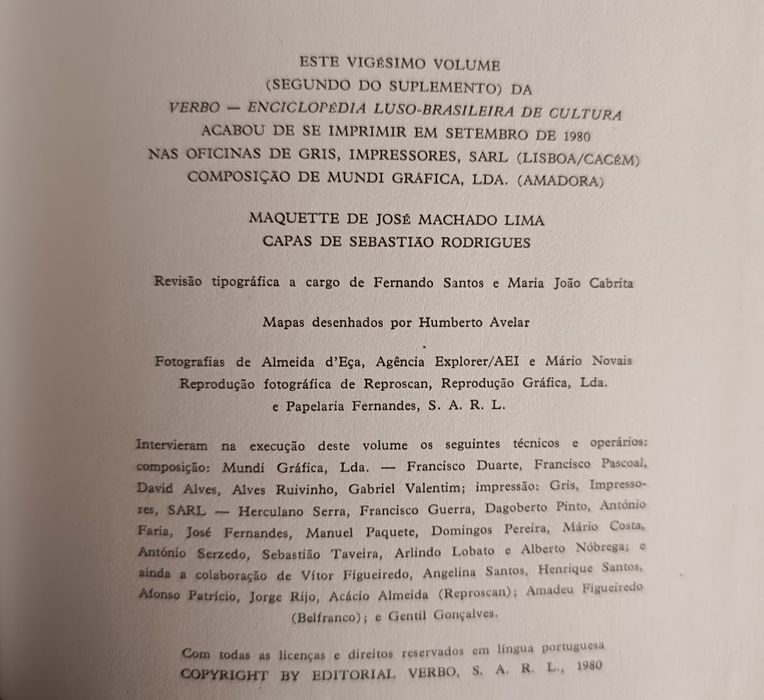 ESTE VIGÉSIMO VOLUME
(SEGUNDO DO SUPLEMENTO) DA
VERBO — ENCICLOPÉDIA LUSO-BRASILEIRA DE CULTURA
ACABOU DE SE IMPRIMIR EM SETEMBRO DE 1980
NAS OFICINAS DE GRIS, IMPRESSORES, SARL (LISBOA/CACÉM)
COMPOSIÇÃO DE MUNDI GRÁFICA, LDA. (AMADORA)
MAQUETTE DE JOSÉ MACHADO LIMA
CAPAS DE SEBASTIÃO RODRIGUES
Revisão tipográfica a cargo de Fernando Santos e Maria João Cabrita
Mapas desenhados por Humberto Avelar
Fotografias de Almeida d'Eça, Agência Explorer/AEI e Mário Novais
Reprodução fotográfica de Reproscan, Reprodução Gráfica, Lda.
e Papelaria Fernandes, S. A. R. L.
Intervieram na execução deste volume os seguintes técnicos e operários:
composição: Mundi Gráfica, Lda. — Francisco Duarte, Francisco Pascoal,
David Alves, Alves Ruivinho, Gabriel Valentim; impressão: Gris, Impresso-
res, SARL — Herculano Serra, Francisco Guerra, Dagoberto Pinto, António
Faria, José Fernandes, Manuel Paquete, Domingos Pereira, Mário Costa,
António Serzedo, Sebastião Taveira, Arlindo Lobato e Alberto Nóbrega; e
ainda a colaboração de Vítor Figueiredo, Angelina Santos, Henrique Santos,
Afonso Patrício, Jorge Rijo, Acácio Almeida (Reproscan); Amadeu Figueiredo
(Belfranco); e Gentil Gonçalves.
Com todas as licenças e direitos reservados em língua portuguesa
COPYRIGHT BY EDITORIAL VERBO, S. A. R. L., 1980